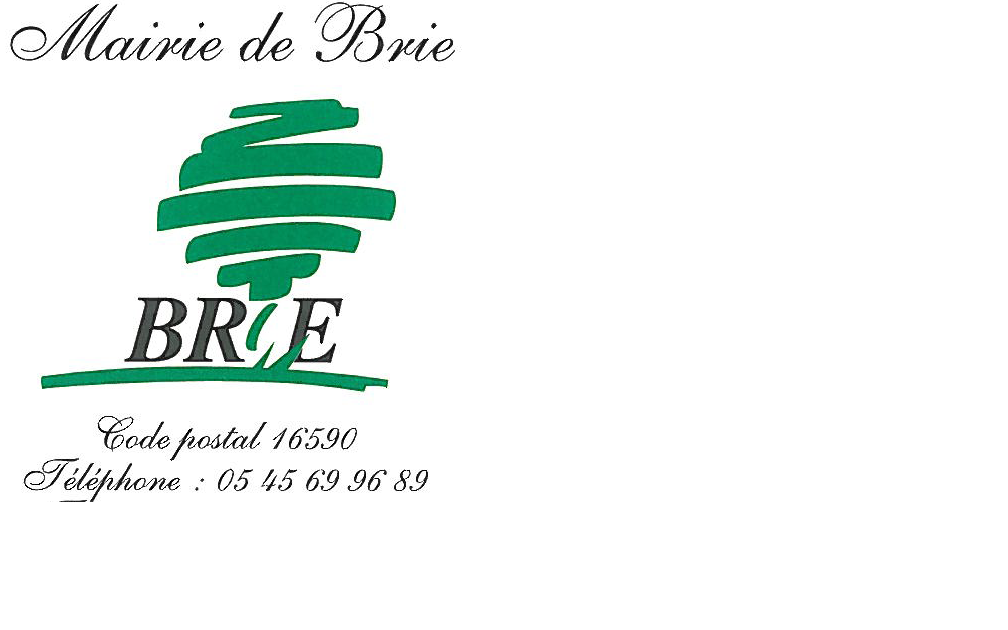 Mairie de Brie
BRIE
Code postal 16590
Téléphone : 05 45 69 96 89